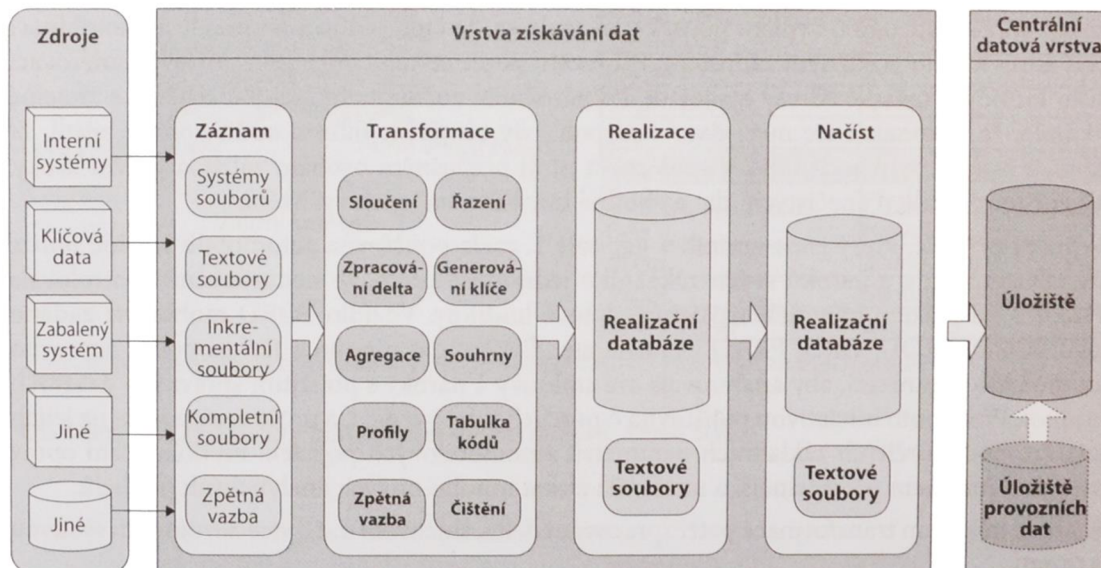 Zdroje
Interní
systémy
Klíčová
data
Zabalený
systém
Jiné
Jiné
Vrstva získávání dat
Záznam
Systémy
souborů
Textové
soubory
Inkre-
mentální
soubory
Kompletní
soubory
Zpětná
vazba
Transformace
Sloučení
Řazení
Zpracová-
ní delta
Generová-
ní klíče
Agregace
Souhrny
Profily
Tabulka
kódů
Zpětná
vazba
Čištění
Realizace
Realizační
databáze
Textové
soubory
Načíst
Realizační
databáze
Textové
soubory
Centrální
datová vrstva
Úložiště
Úložiště
provozních
dat